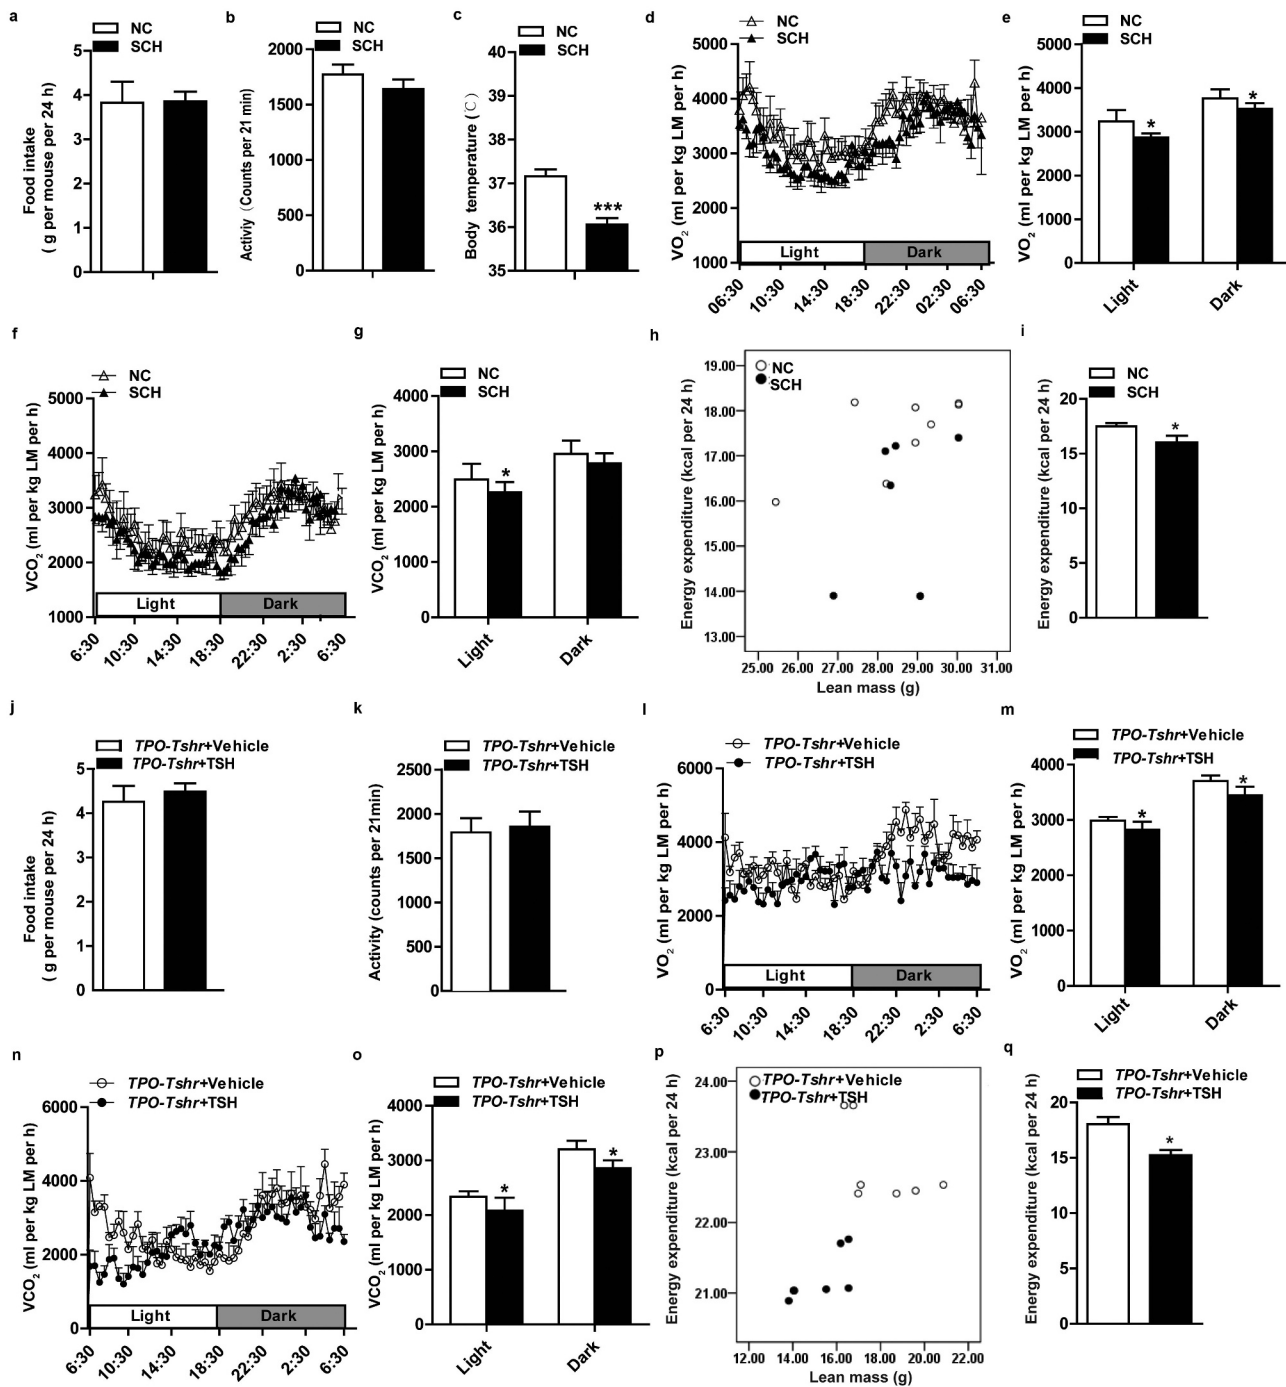 a
NC
SCH
Food intake
( g per mouse per 24 h)
5
4
3
2
1
0
b
NC
SCH
Activiy（Counts per 21 min)
2000
1500
1000
500
0
c
NC
SCH
Body temperature (℃)
40
39
38
37
36
35
***
d
NC
SCH
VO2 (ml per kg LM per h)
5000
4000
3000
2000
1000
Light
Dark
06:30
10:30
14:30
18:30
22:30
02:30
06:30
e
NC
SCH
VO2 (ml per kg LM per h)
5000
4000
3000
2000
1000
0
*
*
Light
Dark
f
NC
SCH
VCO2 (ml per kg LM per h)
5000
4000
3000
2000
1000
Light
Dark
6:30
10:30
14:30
18:30
22:30
2:30
6:30
g
NC
SCH
VCO2 (ml per kg LM per h)
4000
3000
2000
1000
0
*
Light
Dark
h
NC
SCH
Energy expenditure (kcal per 24 h)
19.00
18.00
17.00
16.00
15.00
14.00
13.00
25.00
26.00
27.00
28.00
29.00
30.00
31.00
Lean mass (g)
i
NC
SCH
Energy expenditure (kcal per 24 h)
20
15
10
5
0
*
j
TPO-Tshr+Vehicle
TPO-Tshr+TSH
Food intake
( g per mouse per 24 h)
5
4
3
2
1
0
k
TPO-Tshr+Vehicle
TPO-Tshr+TSH
Activity (counts per 21min)
2500
2000
1500
1000
500
0
l
TPO-Tshr+Vehicle
TPO-Tshr+TSH
VO2 (ml per kg LM per h)
6000
4000
2000
0
Light
Dark
6:30
10:30
14:30
18:30
22:30
2:30
6:30
m
TPO-Tshr+Vehicle
TPO-Tshr+TSH
VO2 (ml per kg LM per h)
4000
3000
2000
1000
0
*
*
Light
Dark
n
TPO-Tshr+Vehicle
TPO-Tshr+TSH
VCO2 (ml per kg LM per h)
6000
4000
2000
0
Light
Dark
6:30
10:30
14:30
18:30
22:30
2:30
6:30
o
TPO-Tshr+Vehicle
TPO-Tshr+TSH
VCO2 (ml per kg LM per h)
4000
3000
2000
1000
0
*
*
Light
Dark
p
TPO-Tshr+Vehicle
TPO-Tshr+TSH
Energy expenditure (kcal per 24 h)
24.00
23.00
22.00
21.00
12.00
14.00
16.00
18.00
20.00
22.00
Lean mass (g)
q
TPO-Tshr+Vehicle
TPO-Tshr+TSH
Energy expenditure (kcal per 24 h)
20
15
10
5
0
*